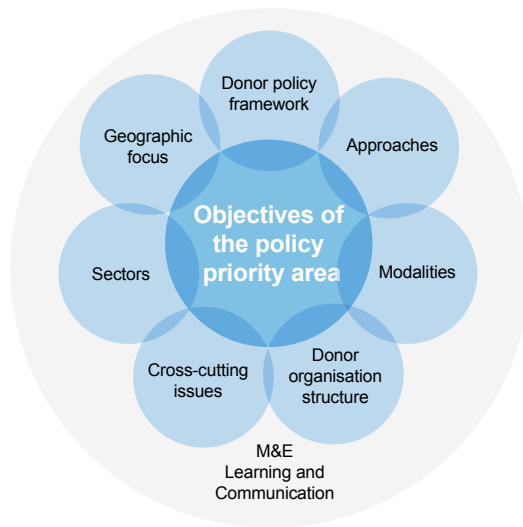 Donor policy
framework
Geographic
focus
Approaches
Objectives of
the policy
priority area
Sectors
Modalities
Cross-cutting
issues
Donor
organisation
structure
M&E
Learning and
Communication